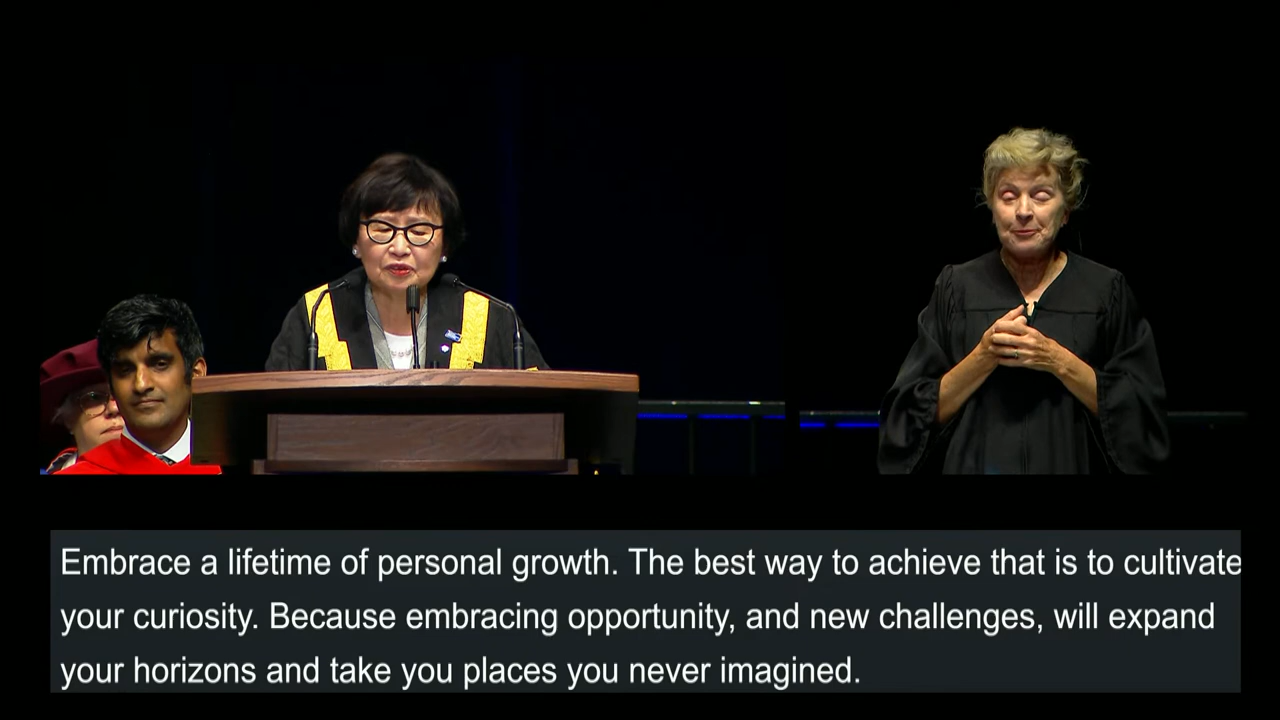 Embrace a lifetime of personal growth. The best way to achieve that is to cultivate
your curiosity. Because embracing opportunity, and new challenges, will expand
your horizons and take you places you never imagined.